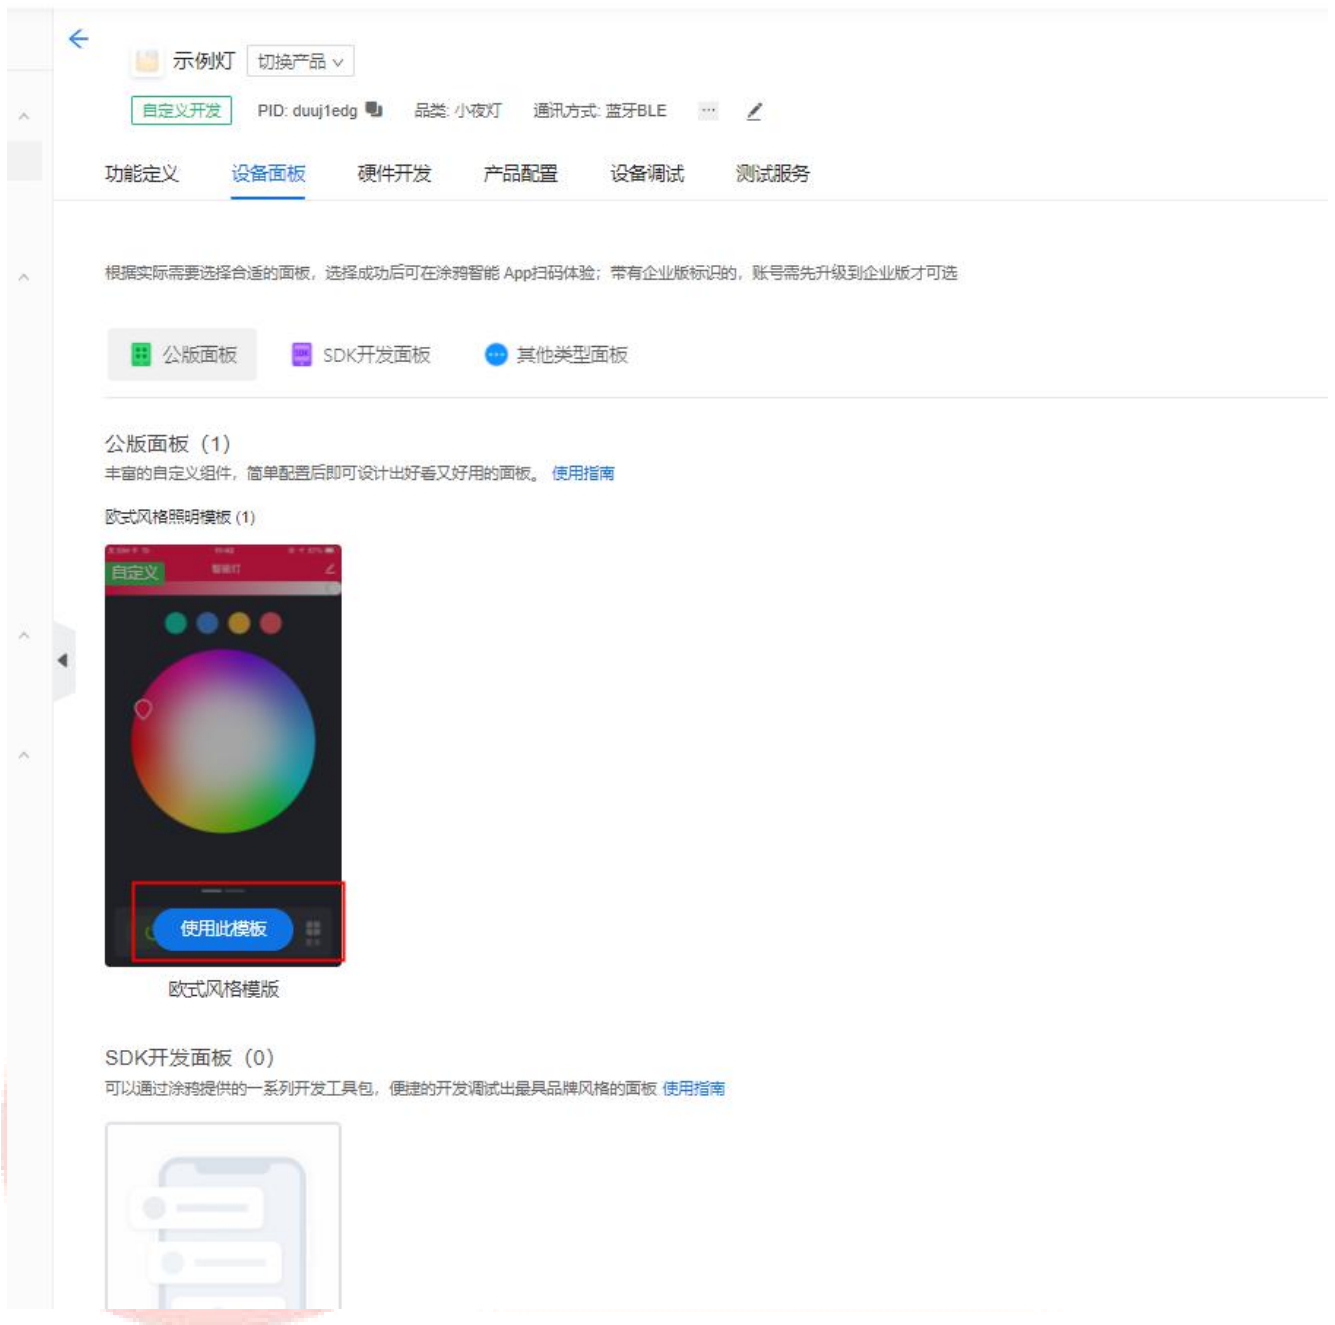 示例灯 切换产品
自定义开发 PID: duuj1edg 品类: 小夜灯 通讯方式: 蓝牙BLE ...
功能定义 设备面板 硬件开发 产品配置 设备调试 测试服务
根据实际需要选择合适的面板，选择成功后可在涂鸦智能 App扫码体验；带有企业版标识的，账号需先升级到企业版才可选
公版面板 SDK开发面板 其他类型面板
公版面板（1）
丰富的自定义组件，简单配置后即可设计出好看又好用的面板。 使用指南
欧式风格照明模板 (1)
11:42
自定义 智能灯
使用此模板
欧式风格模版
SDK开发面板（0）
可以通过涂鸦提供的一系列开发工具包，便捷的开发调试出最具品牌风格的面板 使用指南